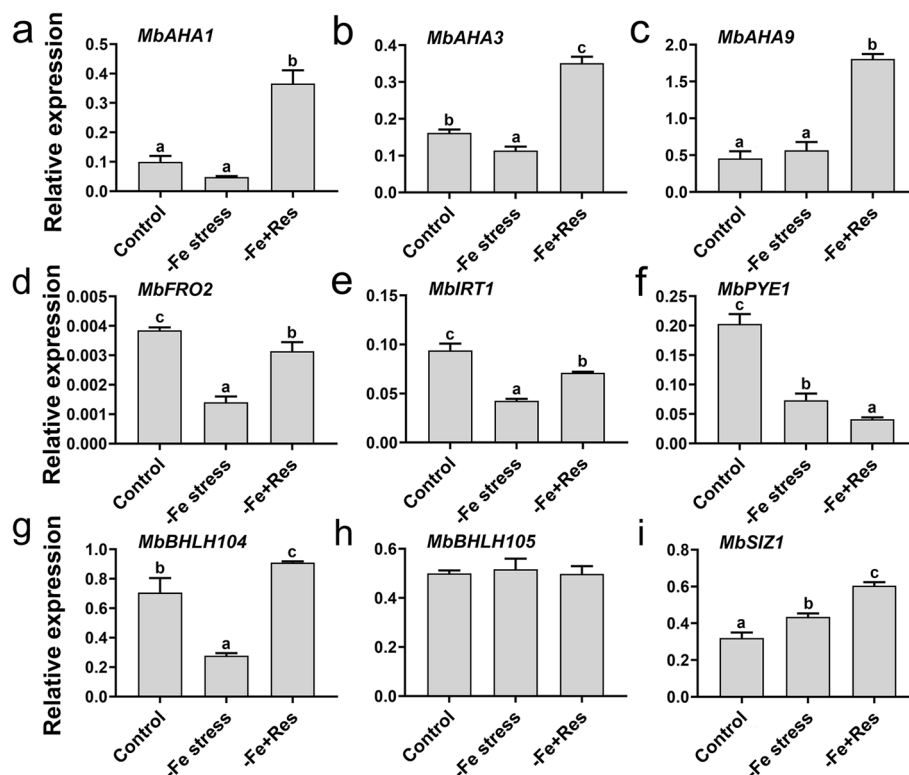 a MbAHA1
Relative expression
0.5
0.4
0.3
0.2
0.1
0.0
a a b
Control -Fe stress -Fe+Res
b MbAHA3
0.4
0.3
0.2
0.1
0.0
b a c
Control -Fe stress -Fe+Res
c MbAHA9
2.0
1.5
1.0
0.5
0.0
a a b
Control -Fe stress -Fe+Res
d MbFRO2
Relative expression
0.005
0.004
0.003
0.002
0.001
0.000
c a b
Control -Fe stress -Fe+Res
e MbIRT1
0.15
0.10
0.05
0.00
c a b
Control -Fe stress -Fe+Res
f MbPYE1
0.25
0.20
0.15
0.10
0.05
0.00
c b a
Control -Fe stress -Fe+Res
g MbBHLH104
Relative expression
1.0
0.8
0.6
0.4
0.2
0.0
b a c
Control -Fe stress -Fe+Res
h MbBHLH105
0.6
0.4
0.2
0.0
Control -Fe stress -Fe+Res
i MbSIZ1
0.8
0.6
0.4
0.2
0.0
a b c
Control -Fe stress -Fe+Res